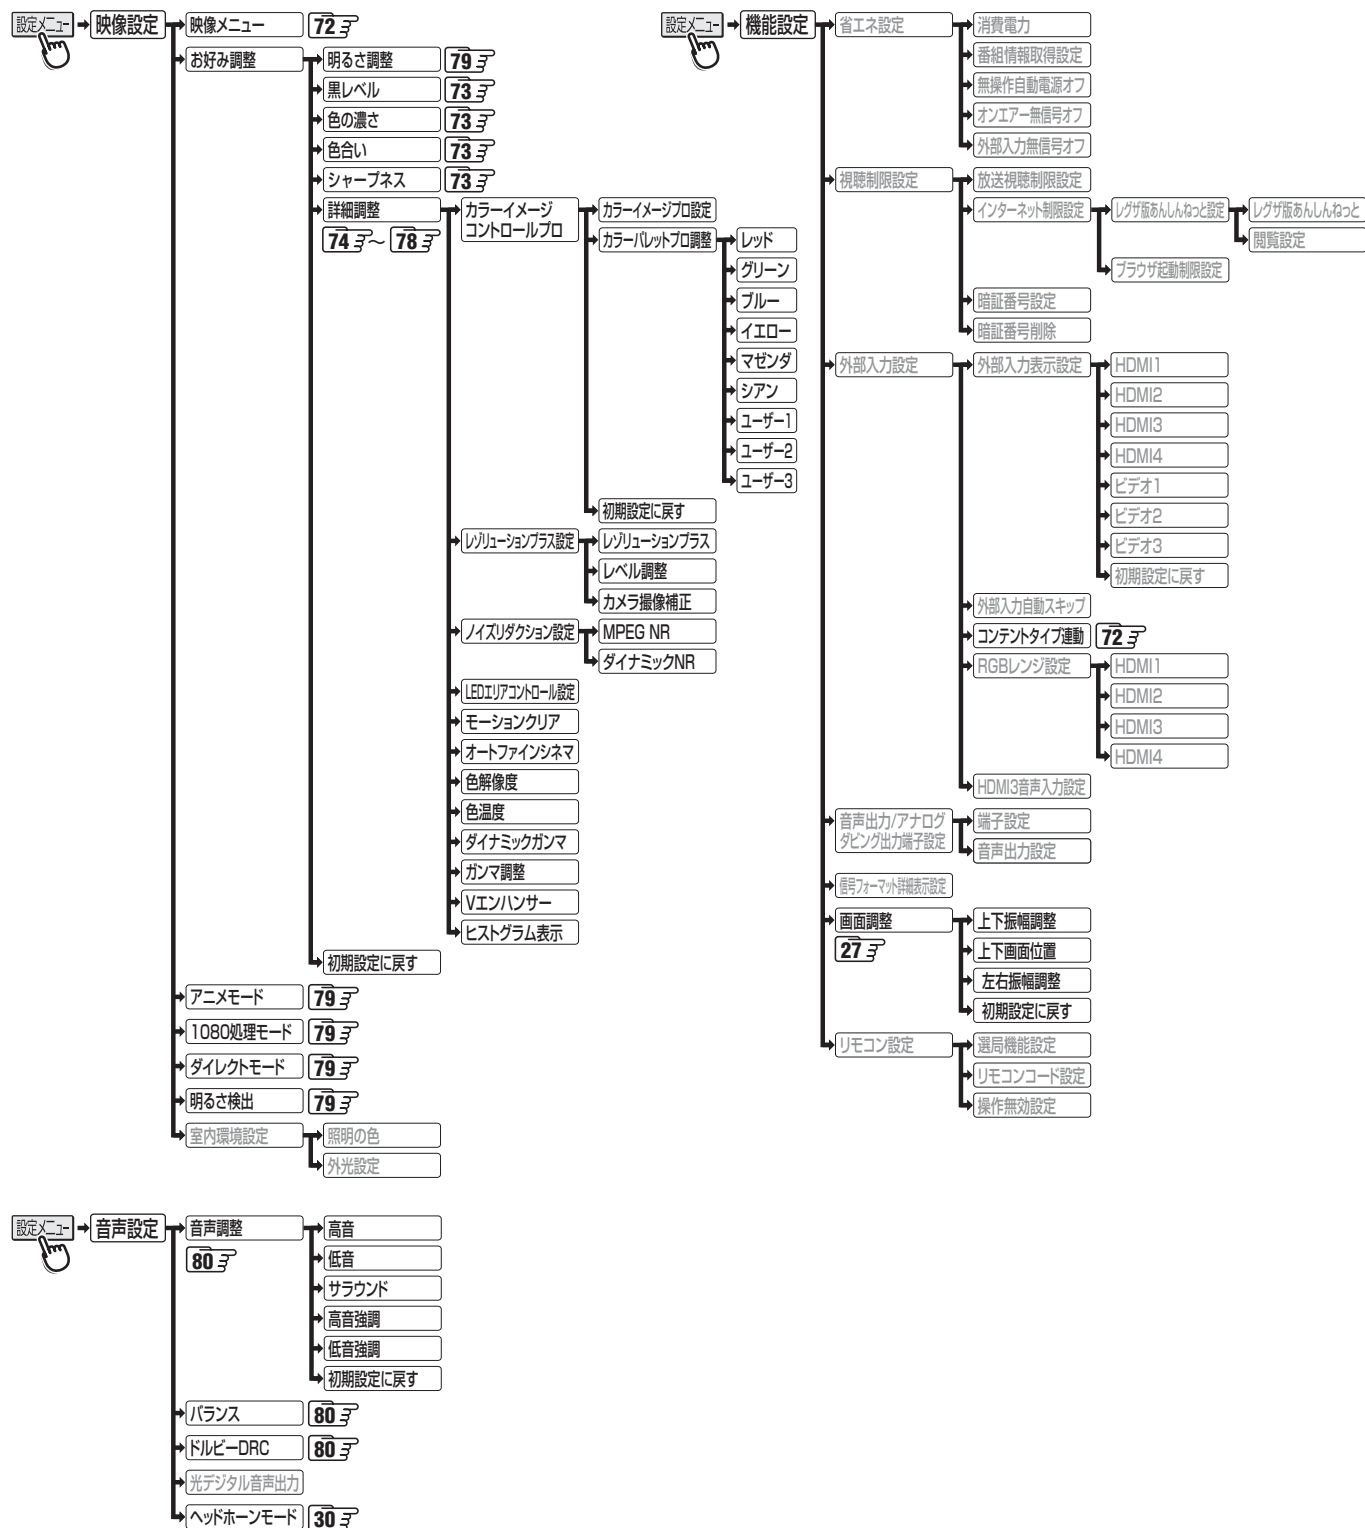 設定メニュー
映像設定
映像メニュー
72
お好み調整
明るさ調整
79
黒レベル
73
色の濃さ
73
色合い
73
シャープネス
73
詳細調整
74 ～ 78
カラーイメージ
コントロールプロ
カラーイメージプロ設定
カラーパレットプロ調整
レッド
グリーン
ブルー
イエロー
マゼンダ
シアン
ユーザー1
ユーザー2
ユーザー3
初期設定に戻す
レゾリューションプラス設定
レゾリューションプラス
レベル調整
カメラ撮像補正
ノイズリダクション設定
MPEG NR
ダイナミックNR
LEDエリアコントロール設定
モーションクリア
オートファインシネマ
色解像度
色温度
ダイナミックガンマ
ガンマ調整
Vエンハンサー
ヒストグラム表示
初期設定に戻す
アニメモード
79
1080処理モード
79
ダイレクトモード
79
明るさ検出
79
室内環境設定
照明の色
外光設定
設定メニュー
音声設定
音声調整
80
高音
低音
サラウンド
高音強調
低音強調
初期設定に戻す
バランス
80
ドルビーDRC
80
光デジタル音声出力
ヘッドホーンモード
30
設定メニュー
機能設定
省エネ設定
消費電力
番組情報取得設定
無操作自動電源オフ
オンエアー無信号オフ
外部入力無信号オフ
視聴制限設定
放送視聴制限設定
インターネット制限設定
レグザ版あんしんねっと設定
レグザ版あんしんねっと
閲覧設定
ブラウザ起動制限設定
暗証番号設定
暗証番号削除
外部入力設定
外部入力表示設定
HDMI1
HDMI2
HDMI3
HDMI4
ビデオ1
ビデオ2
ビデオ3
初期設定に戻す
外部入力自動スキップ
コンテントタイプ連動
72
RGBレンジ設定
HDMI1
HDMI2
HDMI3
HDMI4
HDMI3音声入力設定
音声出力/アナログ
ダビング出力端子設定
端子設定
音声出力設定
信号フォーマット詳細表示設定
画面調整
27
上下振幅調整
上下画面位置
左右振幅調整
初期設定に戻す
リモコン設定
選局機能設定
リモコンコード設定
操作無効設定